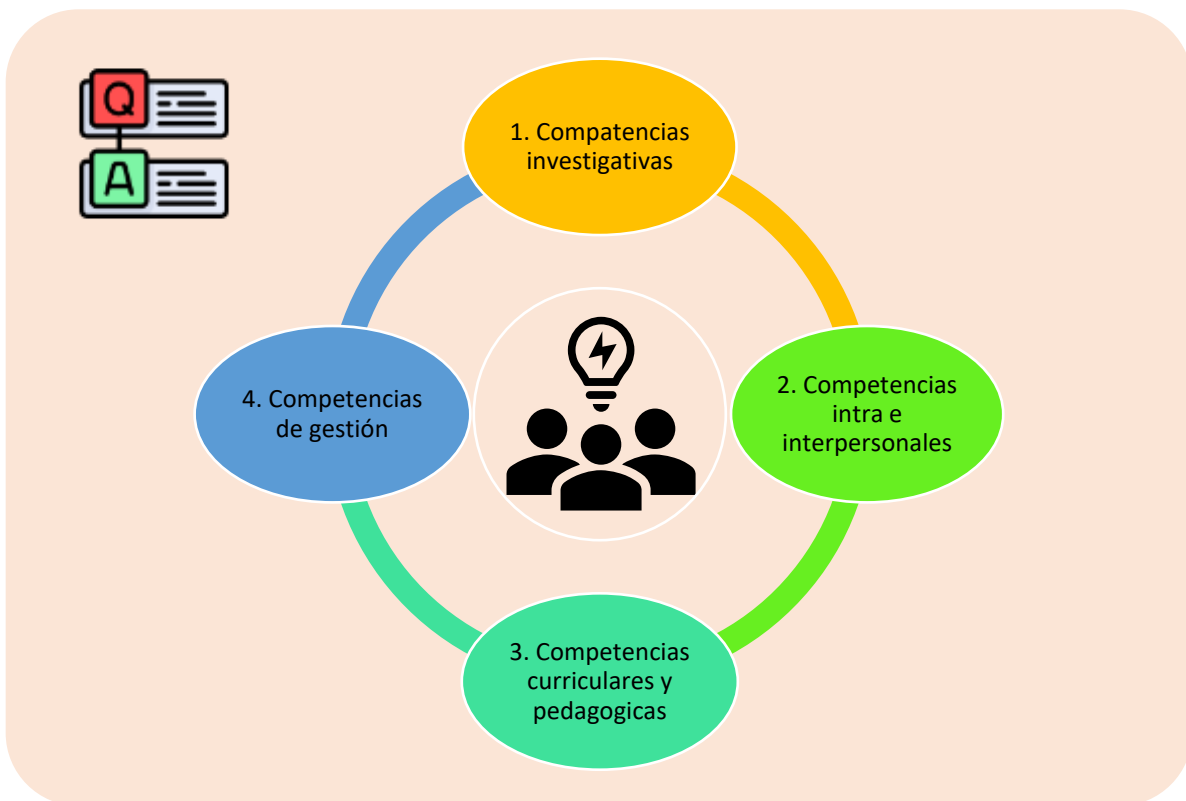 Q
A
1. Compatencias
investigativas
2. Competencias
intra e
interpersonales
3. Competencias
curriculares y
pedagogicas
4. Competencias
de gestión